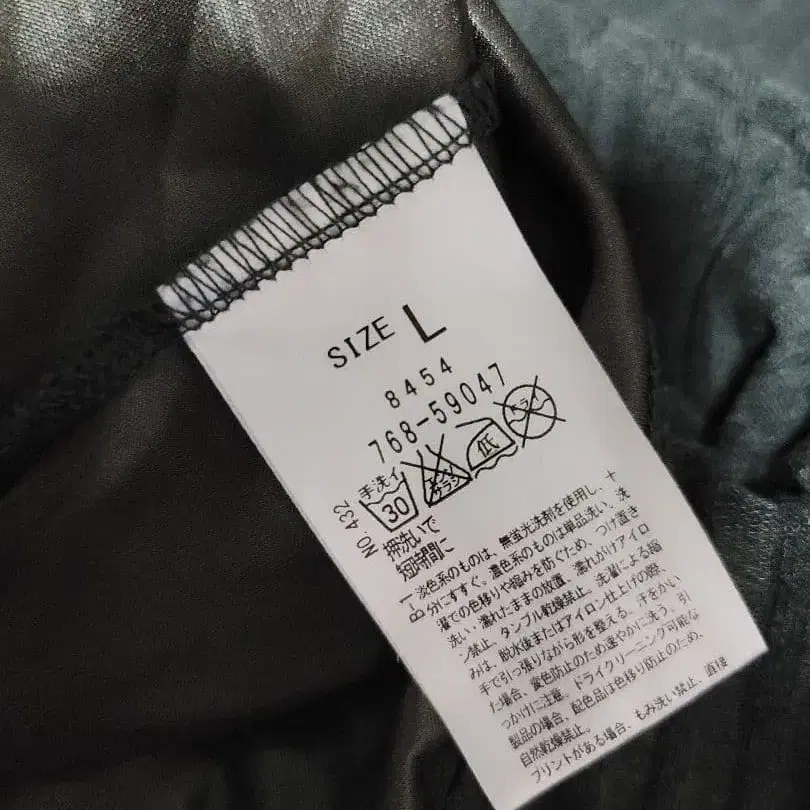 SIZE L
8454
768-59047
手洗イ
30
エンソ
サラシ
低
ドライ
NO 432
押洗いで
短時間に
B-1
淡色系のものは、無蛍光洗剤を使用し、十
分にすすぐ。濃色系のものは単品洗い、洗
濯での色移りや縮みを防ぐため、つけ置き
洗い・濡れたままの放置、濡れがけアイロ
ン禁止、タンブル乾燥禁止。洗濯による縮
みは、脱水後またはアイロン仕上げの際、
手で引っ張りながら形を整える。汗をかい
た場合、変色防止のため速やかに洗う。引
っかけに注意。ドライクリーニング可能な
製品の場合、配色品は色移り防止のため、
自然乾燥禁止。
プリントがある場合、もみ洗い禁止、直接